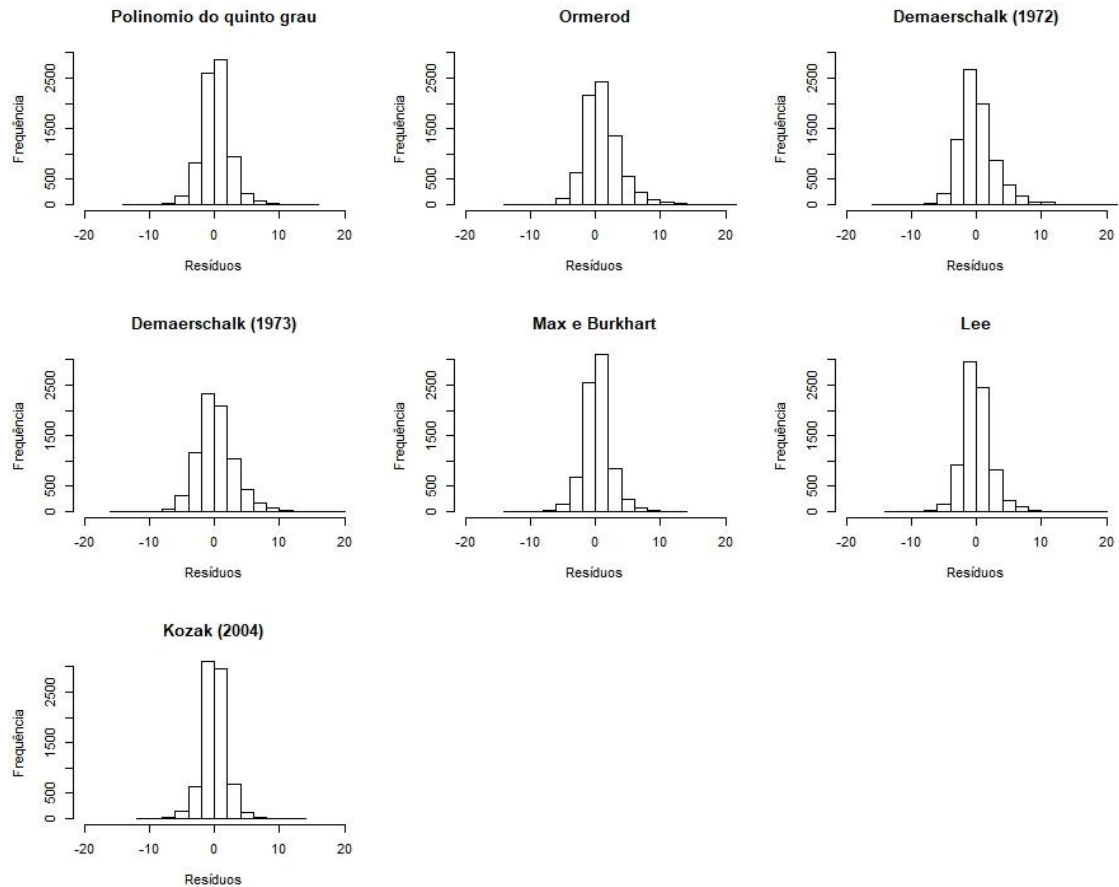 Polinomio do quinto grau
Frequência
2500
1500
500
0
-20 -10 0 10 20
Resíduos
Ormerod
Frequência
2500
1500
500
0
-20 -10 0 10 20
Resíduos
Demaerschalk (1972)
Frequência
2500
1500
500
0
-20 -10 0 10 20
Resíduos
Demaerschalk (1973)
Frequência
2500
1500
500
0
-20 -10 0 10 20
Resíduos
Max e Burkhart
Frequência
2500
1500
500
0
-20 -10 0 10 20
Resíduos
Lee
Frequência
2500
1500
500
0
-20 -10 0 10 20
Resíduos
Kozak (2004)
Frequência
2500
1500
500
0
-20 -10 0 10 20
Resíduos